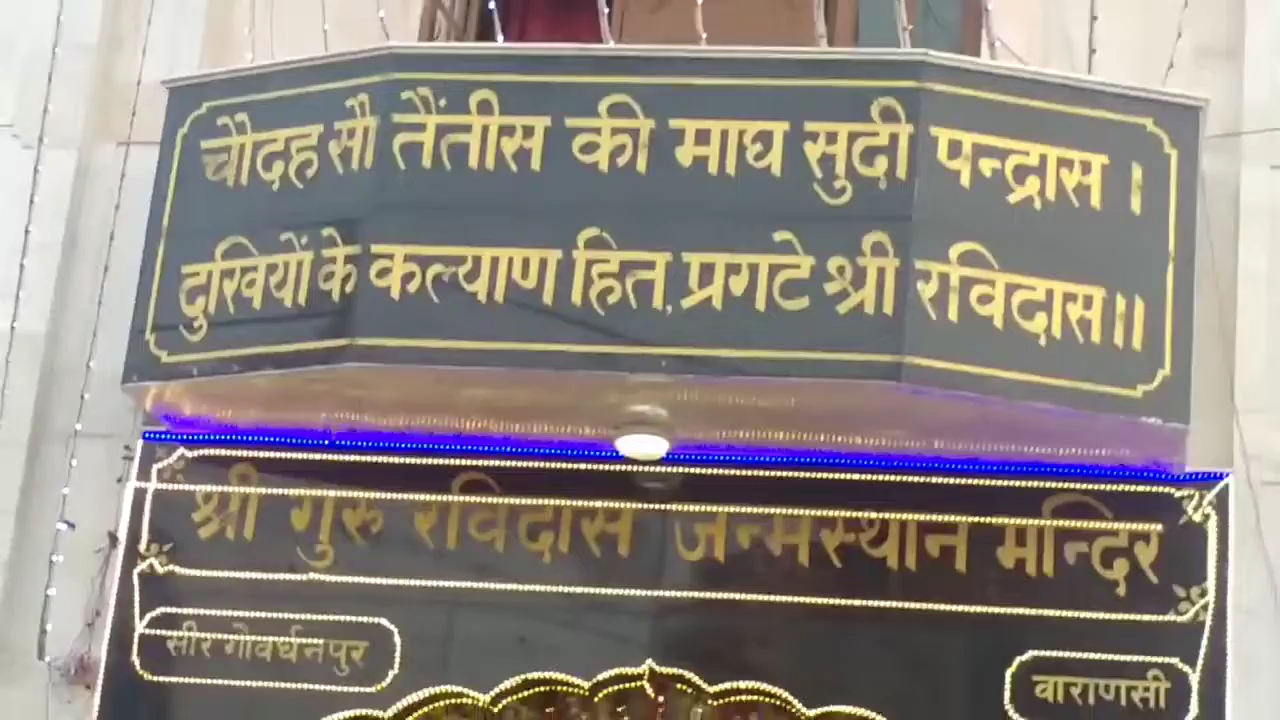 चौदह सौ तैंतीस की माघ सुदी पन्द्रास ।
दुखियों के कल्याण हित, प्रगटे श्री रविदास।।
श्री गुरु रविदास जन्मस्थान मन्दिर
सीर गौवर्धनपुर
वाराणसी